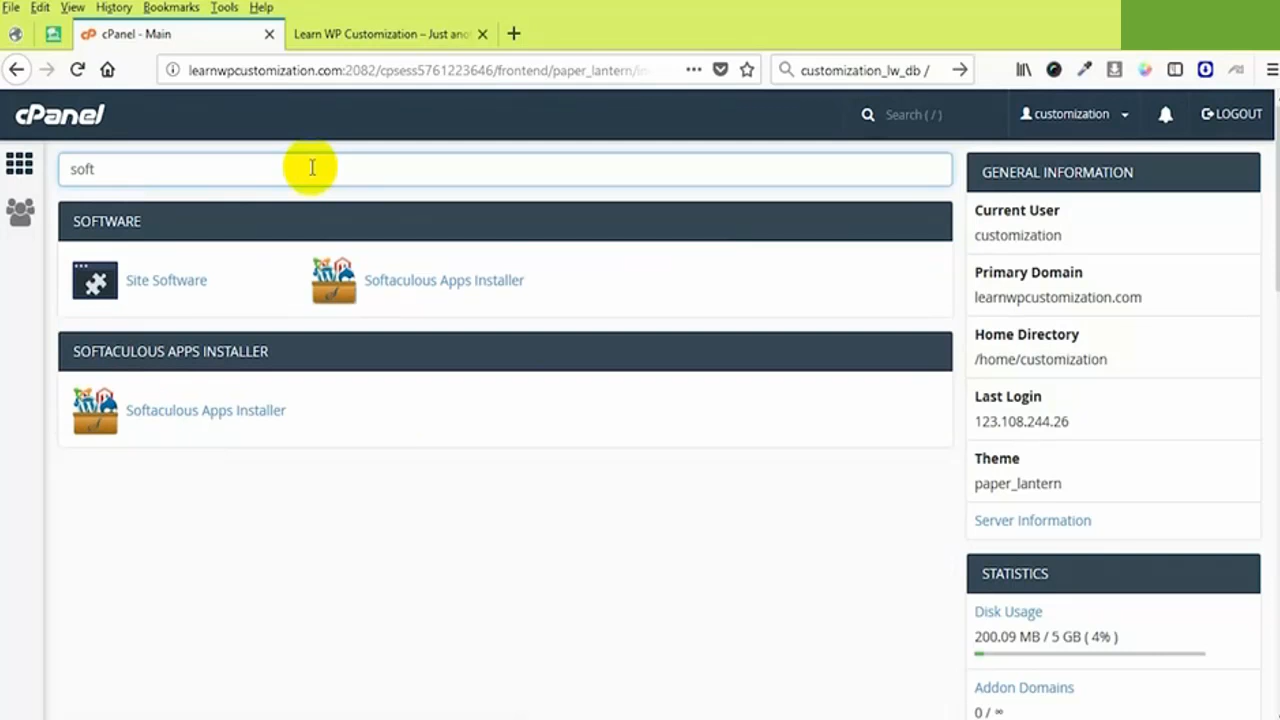 File Edit View History Bookmarks Tools Help
cPanel - Main
Learn WP Customization – Just ano
learnwpcustomization.com:2082/cpsess5761223646/frontend/paper_lantern/in
customization_lw_db /
cPanel
Search ( / )
customization
LOGOUT
soft
SOFTWARE
Site Software
Softaculous Apps Installer
SOFTACULOUS APPS INSTALLER
Softaculous Apps Installer
GENERAL INFORMATION
Current User
customization
Primary Domain
learnwpcustomization.com
Home Directory
/home/customization
Last Login
123.108.244.26
Theme
paper_lantern
Server Information
STATISTICS
Disk Usage
200.09 MB / 5 GB ( 4% )
Addon Domains
0 / ∞